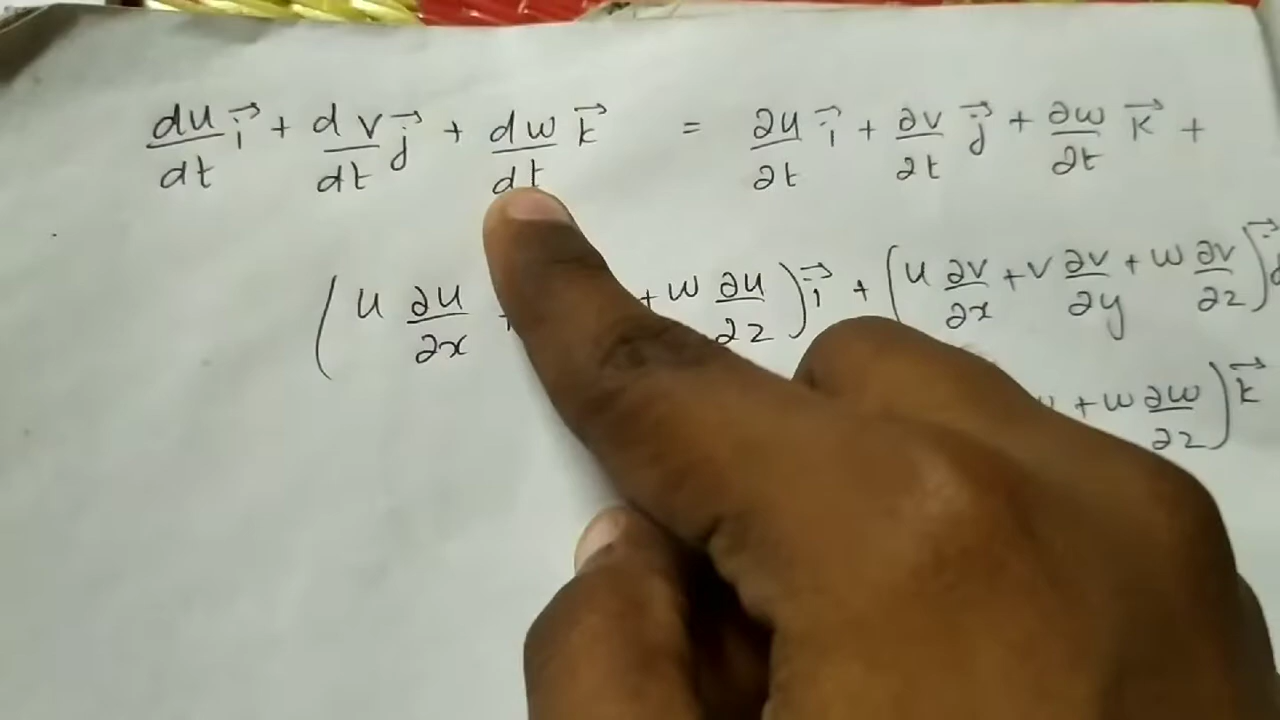 du/dt i⃗ + dv/dt j⃗ + dw/dt k⃗ = ∂u/∂t i⃗ + ∂v/∂t j⃗ + ∂w/∂t k⃗ +
(u ∂u/∂x + w ∂u/∂z) i⃗ + (u ∂v/∂x + v ∂v/∂y + w ∂v/∂z) j⃗
+ w ∂w/∂z) k⃗